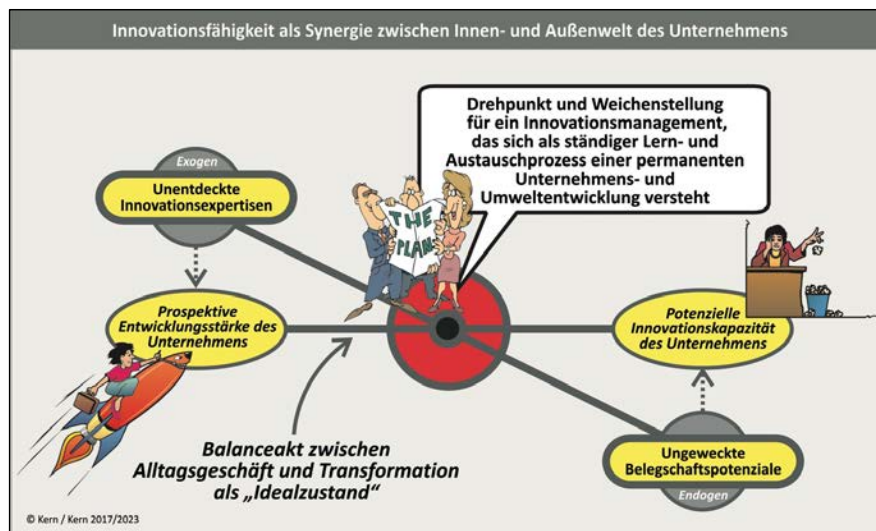 Innovationsfähigkeit als Synergie zwischen Innen- und Außenwelt des Unternehmens
Drehpunkt und Weichenstellung
für ein Innovationsmanagement,
das sich als ständiger Lern- und
Austauschprozess einer permanenten
Unternehmens- und
Umweltentwicklung versteht
Exogen
Unentdeckte
Innovationsexpertisen
THE
PLAN
Prospektive
Entwicklungsstärke des
Unternehmens
Potenzielle
Innovationskapazität
des Unternehmens
Balanceakt zwischen
Alltagsgeschäft und Transformation
als „Idealzustand“
Ungeweckte
Belegschaftspotenziale
Endogen
© Kern / Kern 2017/2023